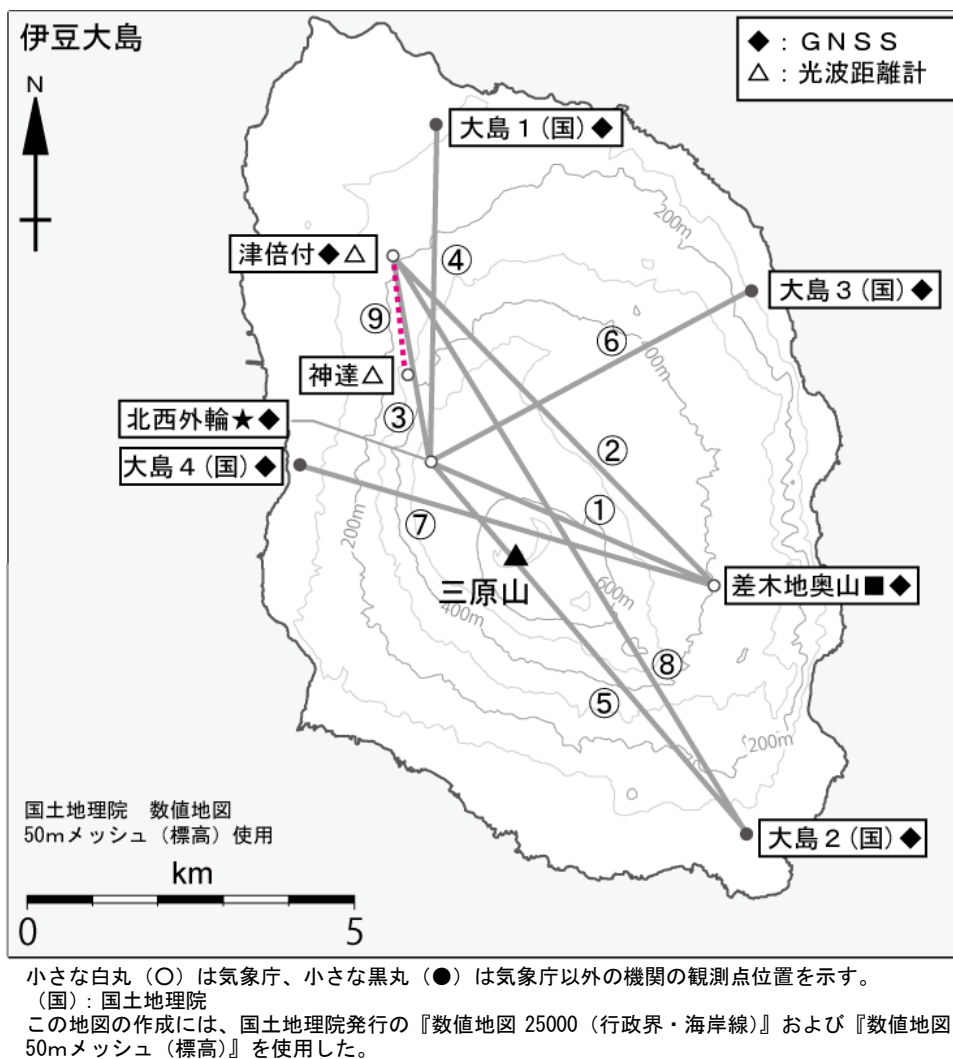 伊豆大島
◆：ＧＮＳＳ
△：光波距離計
N
大島１(国)◆
200m
津倍付◆△
④
大島３(国)◆
⑨
⑥
00m
神達△
③
北西外輪★◆
②
大島４(国)◆
①
⑦
200m
三原山
差木地奥山■◆
600m
400m
⑧
⑤
200m
国土地理院　数値地図
50mメッシュ（標高）使用
大島２(国)◆
km
0 5
小さな白丸（○）は気象庁、小さな黒丸（●）は気象庁以外の機関の観測点位置を示す。
（国）：国土地理院
この地図の作成には、国土地理院発行の『数値地図 25000（行政界・海岸線）』および『数値地図
50mメッシュ（標高）』を使用した。